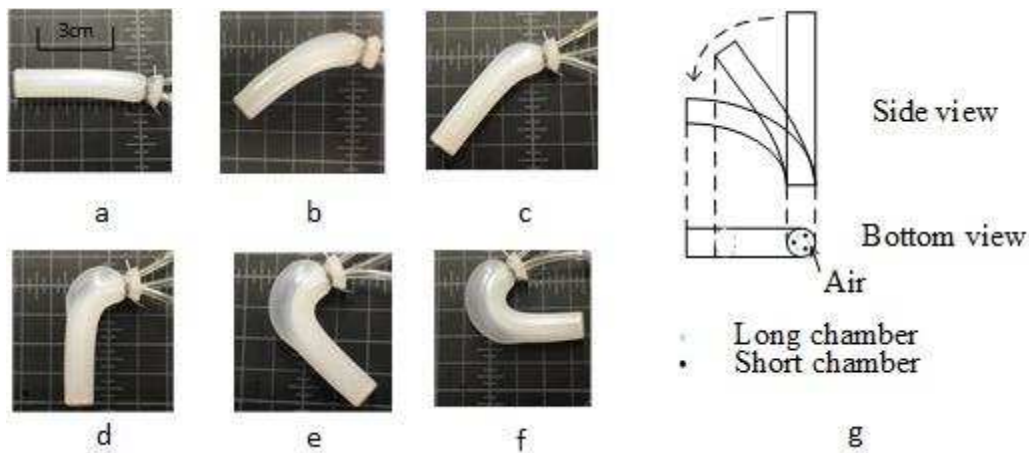 3cm
a
b
c
d
e
f
Side view
Bottom view
Air
Long chamber
Short chamber
g